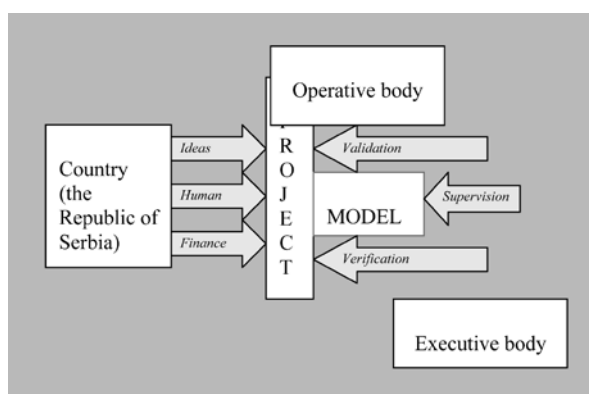 Operative body
Country
(the
Republic of
Serbia)
Ideas
Human
Finance
P
R
O
J
E
C
T
Validation
MODEL
Supervision
Verification
Executive body